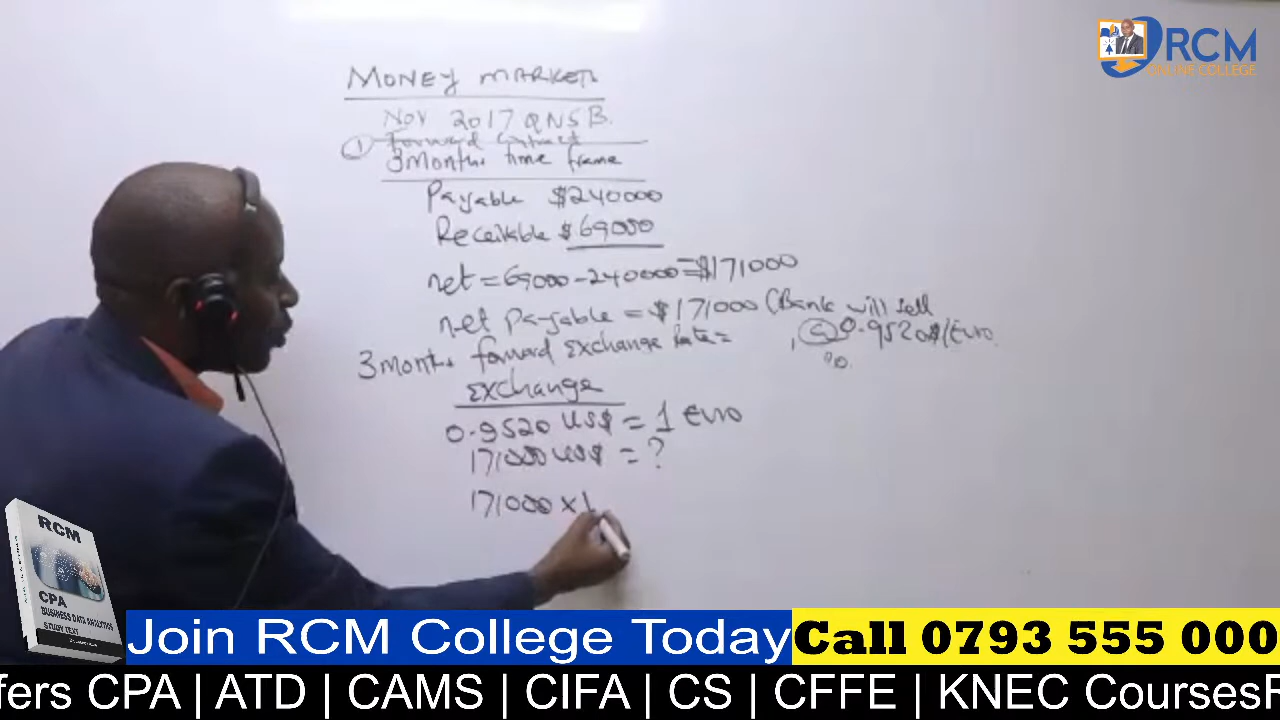 RCM
ONLINE COLLEGE
MONEY MARKET
Nov 2017 QNS B.
① Forward Contract
3 Months time frame
Payable $240000
Receivable $ 69000
net = 69000 - 240000 = $171000
net payable = $171000 (Bank will sell
3 months forward Exchange Rate = , 0.9520$/Euro
%.
Exchange
0.9520 US$ = 1 Euro
171000 US$ = ?
171000 × 1
RCM
CPA
BUSINESS DATA ANALYTICS
STUDY TEXT
Join RCM College Today
Call 0793 555 000
fers CPA | ATD | CAMS | CIFA | CS | CFFE | KNEC Courses